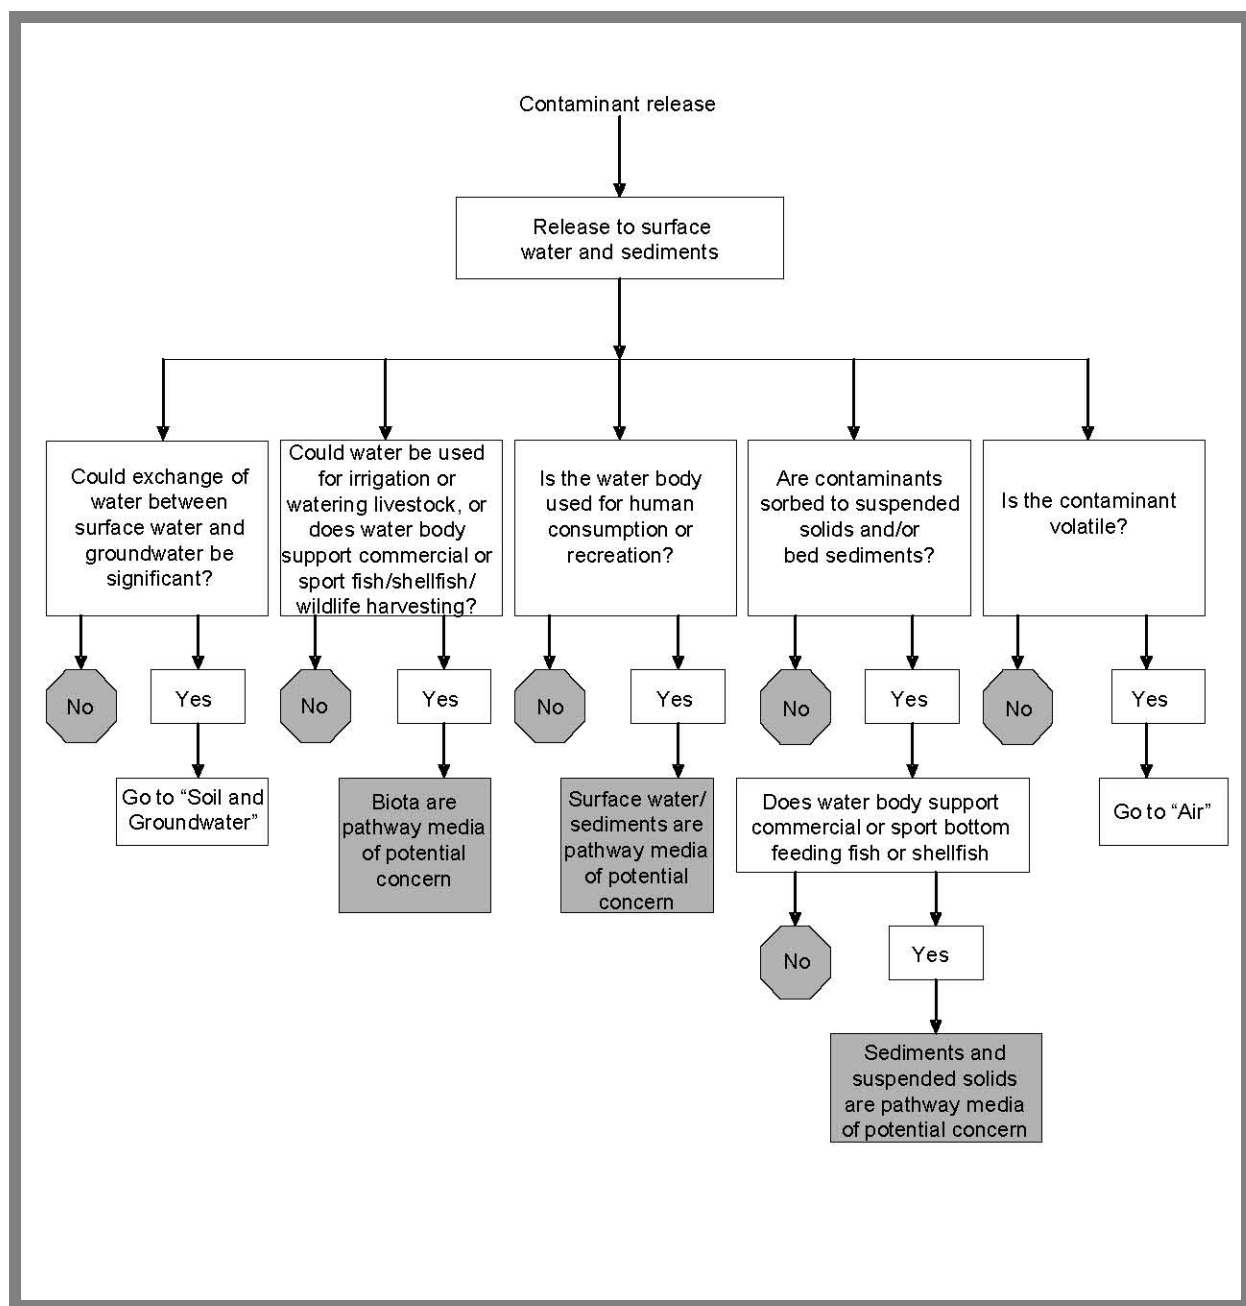 Contaminant release
Release to surface
water and sediments
Could exchange of
water between
surface water and
groundwater be
significant?
Could water be used
for irrigation or
watering livestock, or
does water body
support commercial or
sport fish/shellfish/
wildlife harvesting?
Is the water body
used for human
consumption or
recreation?
Are contaminants
sorbed to suspended
solids and/or
bed sediments?
Is the contaminant
volatile?
No
Yes
No
Yes
No
Yes
No
Yes
No
Yes
Go to “Soil and
Groundwater”
Biota are
pathway media
of potential
concern
Surface water/
sediments are
pathway media
of potential
concern
Does water body support
commercial or sport bottom
feeding fish or shellfish
Go to “Air”
No
Yes
Sediments and
suspended solids
are pathway media
of potential concern